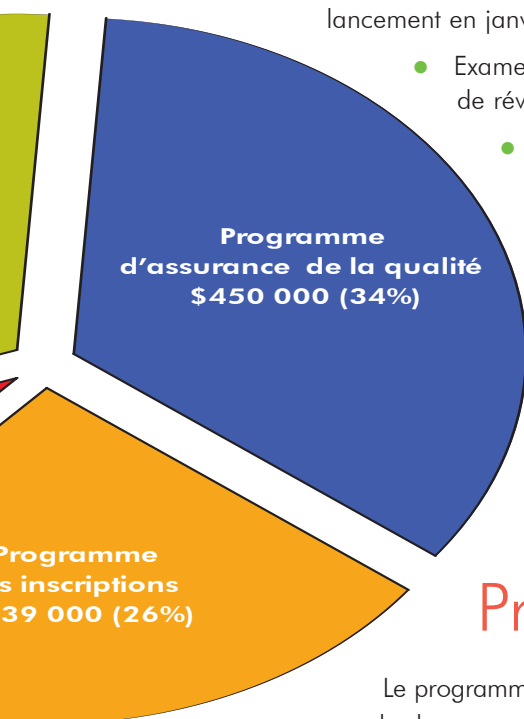 lancement en janv
• Exame
de rév
•
Programme
d’assurance de la qualité
$450 000 (34%)
Programme
s inscriptions
39 000 (26%)
Pr
Le programm